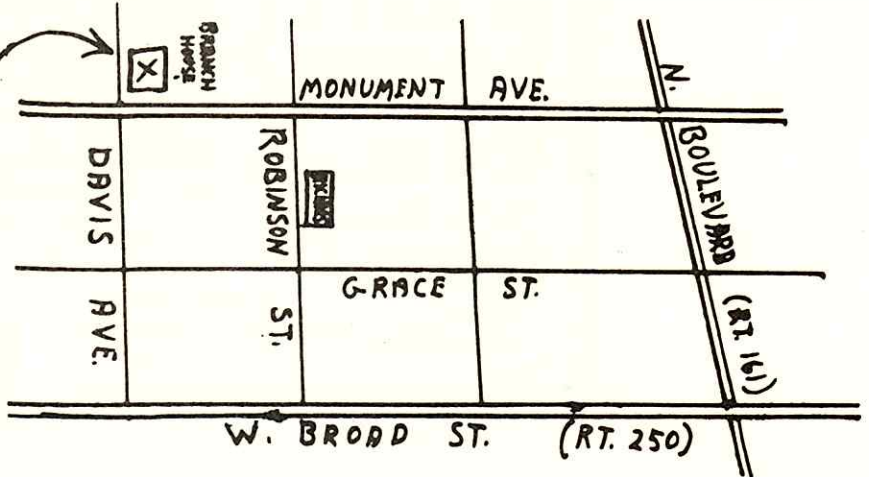 BRANCH
HOUSE
X
MONUMENT AVE.
N. BOULEVARD (RT. 161)
DAVIS AVE.
ROBINSON ST.
GRACE ST.
W. BROAD ST. (RT. 250)